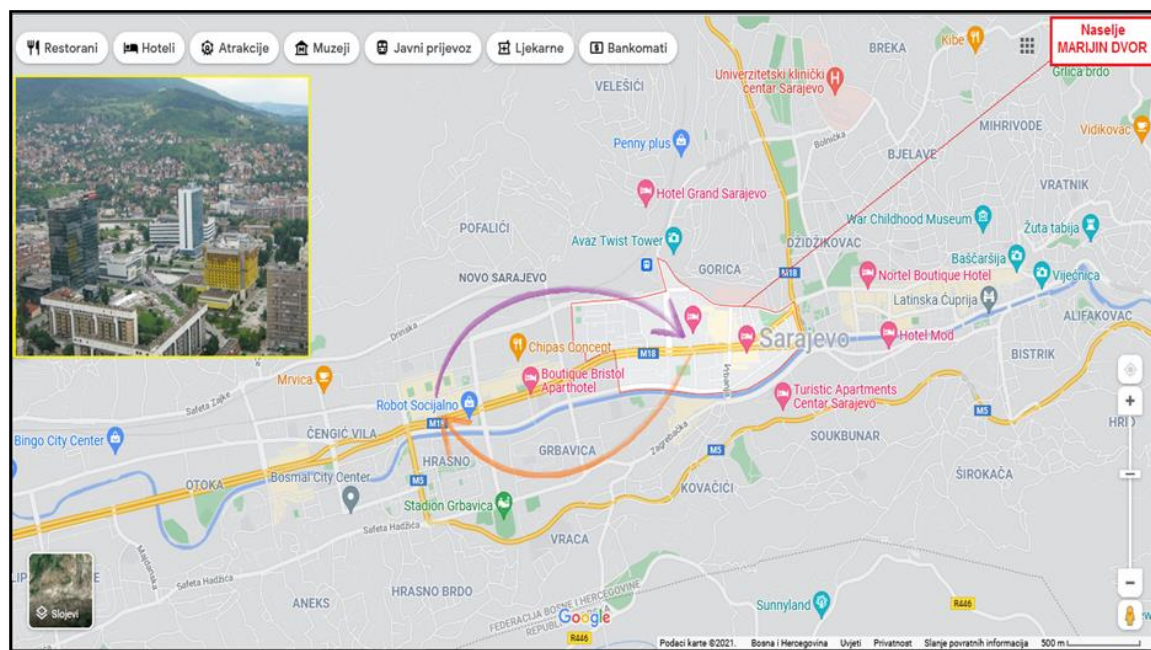 Restorani
Hoteli
Atrakcije
Muzeji
Javni prijevoz
Ljekarne
Bankomati
Naselje
MARIJIN DVOR
BREKA
Kibe
Grlica brdo
Univerzitetski klinički
centar Sarajevo
VELEŠIĆI
Bolnička
MIHRIVODE
Vidikovac
Penny plus
BJELAVE
VRATNIK
Hotel Grand Sarajevo
War Childhood Museum
Žuta tabija
POFALIĆI
Avaz Twist Tower
DŽIDŽIKOVAC
Baščaršija
Vijećnica
NOVO SARAJEVO
GORICA
M18
Nortel Boutique Hotel
Latinska Ćuprija
ALIFAKOVAC
Drinska
Sarajevo
Hotel Mod
BISTRIK
Chipas Concept
M18
Vrbanja
Mrvica
Boutique Bristol
Aparthotel
Turistic Apartments
Centar Sarajevo
M5
Safeta Zajke
Robot Socijalno
M18
HRID
Bingo City Center
ČENGIĆ VILA
GRBAVICA
Zagrebačka
SOUKBUNAR
M5
HRASNO
OTOKA
Bosmal City Center
M5
KOVAČIĆI
ŠIROKAČA
Stadion Grbavica
Safeta Hadžića
VRACA
Majdanska
Safeta Hadžića
HRASNO BRDO
ANEKS
Slojevi
FEDERACIJA BOSNE I HERCEGOVINE
Google
Sunnyland
R446
R446
Podaci karte ©2021.
Bosna i Hercegovina
Uvjeti
Privatnost
Slanje povratnih informacija
500 m